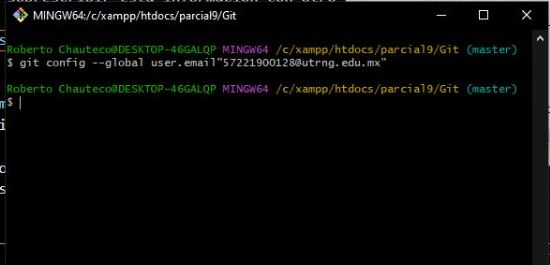 MINGW64:/c/xampp/htdocs/parcial9/Git
Roberto Chauteco@DESKTOP-46GALQP MINGW64 /c/xampp/htdocs/parcial9/Git (master)
$ git config --global user.email"57221900128@utrng.edu.mx"
Roberto Chauteco@DESKTOP-46GALQP MINGW64 /c/xampp/htdocs/parcial9/Git (master)
$